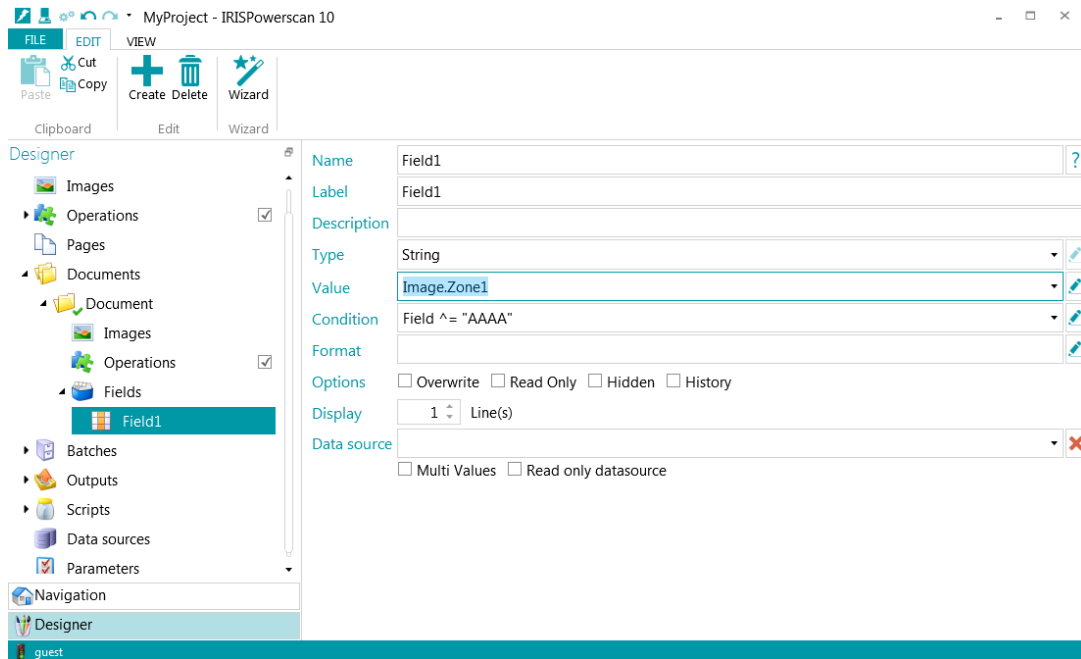 MyProject - IRISPowerscan 10
FILE EDIT VIEW
Paste Cut Copy Create Delete Wizard
Clipboard Edit Wizard
Designer
Images
Operations
Pages
Documents
Document
Images
Operations
Fields
Field1
Batches
Outputs
Scripts
Data sources
Parameters
Navigation
Designer
guest
Name Field1 ?
Label Field1
Description
Type String
Value Image.Zone1
Condition Field ^= "AAAA"
Format
Options Overwrite Read Only Hidden History
Display 1 Line(s)
Data source
Multi Values Read only datasource